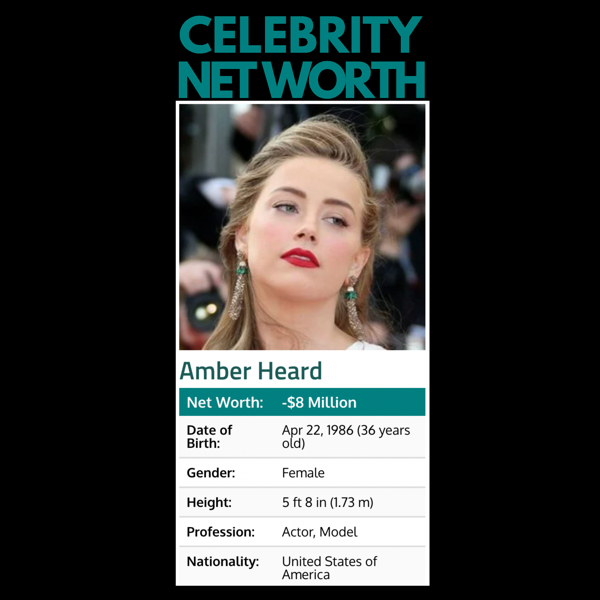 CELEBRITY
NET WORTH
Amber Heard
Net Worth: -$8 Million
Date of Birth: Apr 22, 1986 (36 years old)
Gender: Female
Height: 5 ft 8 in (1.73 m)
Profession: Actor, Model
Nationality: United States of America